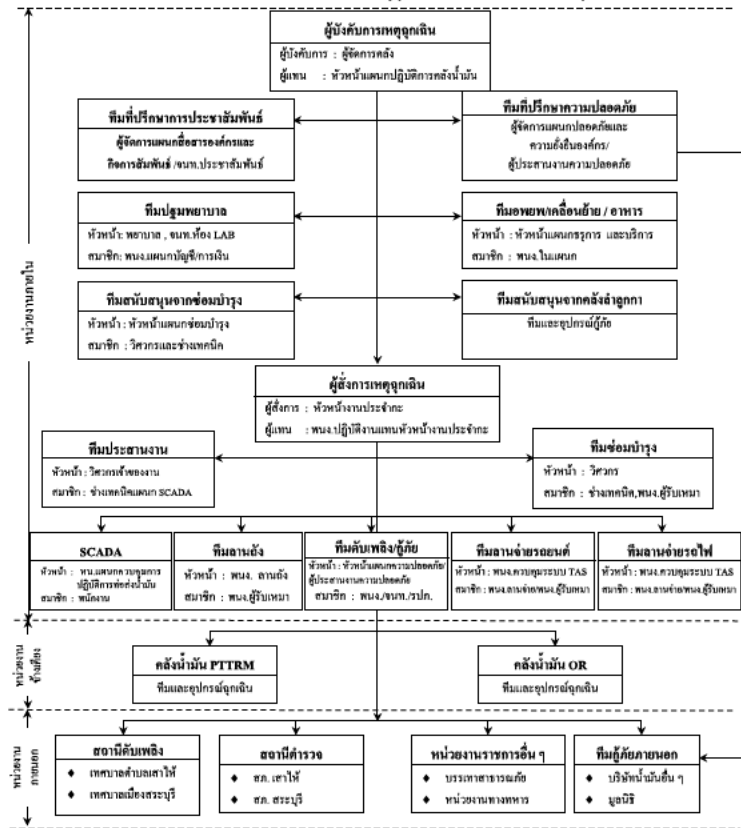 ผู้บังคับการเหตุฉุกเฉิน
ผู้บังคับการ : ผู้จัดการคลัง
ผู้แทน : หัวหน้าแผนกปฏิบัติการคลังน้ำมัน
ทีมที่ปรึกษาการประชาสัมพันธ์
ผู้จัดการแผนกสื่อสารองค์กรและ
กิจการสัมพันธ์ /จนท.ประชาสัมพันธ์
ทีมที่ปรึกษาความปลอดภัย
ผู้จัดการแผนกปลอดภัยและ
ความยั่งยืนองค์กร/
ผู้ประสานงานความปลอดภัย
ทีมปฐมพยาบาล
หัวหน้า: พยาบาล , จนท.ห้อง LAB
สมาชิก: พนง.แผนกบัญชี/การเงิน
ทีมอพยพ/เคลื่อนย้าย / อาหาร
หัวหน้า : หัวหน้าแผนกธุรการ และบริการ
สมาชิก : พนง.ในแผนก
ทีมสนับสนุนจากซ่อมบำรุง
หัวหน้า : หัวหน้าแผนกซ่อมบำรุง
สมาชิก : วิศวกรและช่างเทคนิค
ทีมสนับสนุนจากคลังลำลูกกา
ทีมและอุปกรณ์กู้ภัย
หน่วยงานภายใน
ผู้สั่งการเหตุฉุกเฉิน
ผู้สั่งการ : หัวหน้างานประจำกะ
ผู้แทน : พนง.ปฏิบัติงานแทนหัวหน้างานประจำกะ
ทีมประสานงาน
หัวหน้า : วิศวกรเจ้าของงาน
สมาชิก : ช่างเทคนิคแผนก SCADA
ทีมซ่อมบำรุง
หัวหน้า : วิศวกร
สมาชิก : ช่างเทคนิค,พนง.ผู้รับเหมา
SCADA
หัวหน้า : หน.แผนกควบคุมการ
ปฏิบัติการท่อส่งน้ำมัน
สมาชิก : พนักงาน
ทีมลานถัง
หัวหน้า : พนง. ลานถัง
สมาชิก : พนง.ผู้รับเหมา
ทีมดับเพลิง/กู้ภัย
หัวหน้า: หัวหน้าแผนกความปลอดภัย/
ผู้ประสานงานความปลอดภัย
สมาชิก : พนง./จนท./รปภ.
ทีมลานจ่ายรถยนต์
หัวหน้า: พนง.ควบคุมระบบ TAS
สมาชิก : พนง.ลานจ่าย/พนง.ผู้รับเหมา
ทีมลานจ่ายรถไฟ
หัวหน้า: พนง.ควบคุมระบบ TAS
สมาชิก : พนง.ลานจ่าย/พนง.ผู้รับเหมา
หน่วยงาน
ข้างเคียง
คลังน้ำมัน PTTRM
ทีมและอุปกรณ์ฉุกเฉิน
คลังน้ำมัน OR
ทีมและอุปกรณ์ฉุกเฉิน
หน่วยงาน
ภายนอก
สถานีดับเพลิง
♦ เทศบาลตำบลเสาไห้
♦ เทศบาลเมืองสระบุรี
สถานีตำรวจ
♦ สภ. เสาไห้
♦ สภ. สระบุรี
หน่วยงานราชการอื่น ๆ
♦ บรรเทาสาธารณภัย
♦ หน่วยงานทางทหาร
ทีมกู้ภัยภายนอก
♦ บริษัทน้ำมันอื่น ๆ
♦ มูลนิธิ